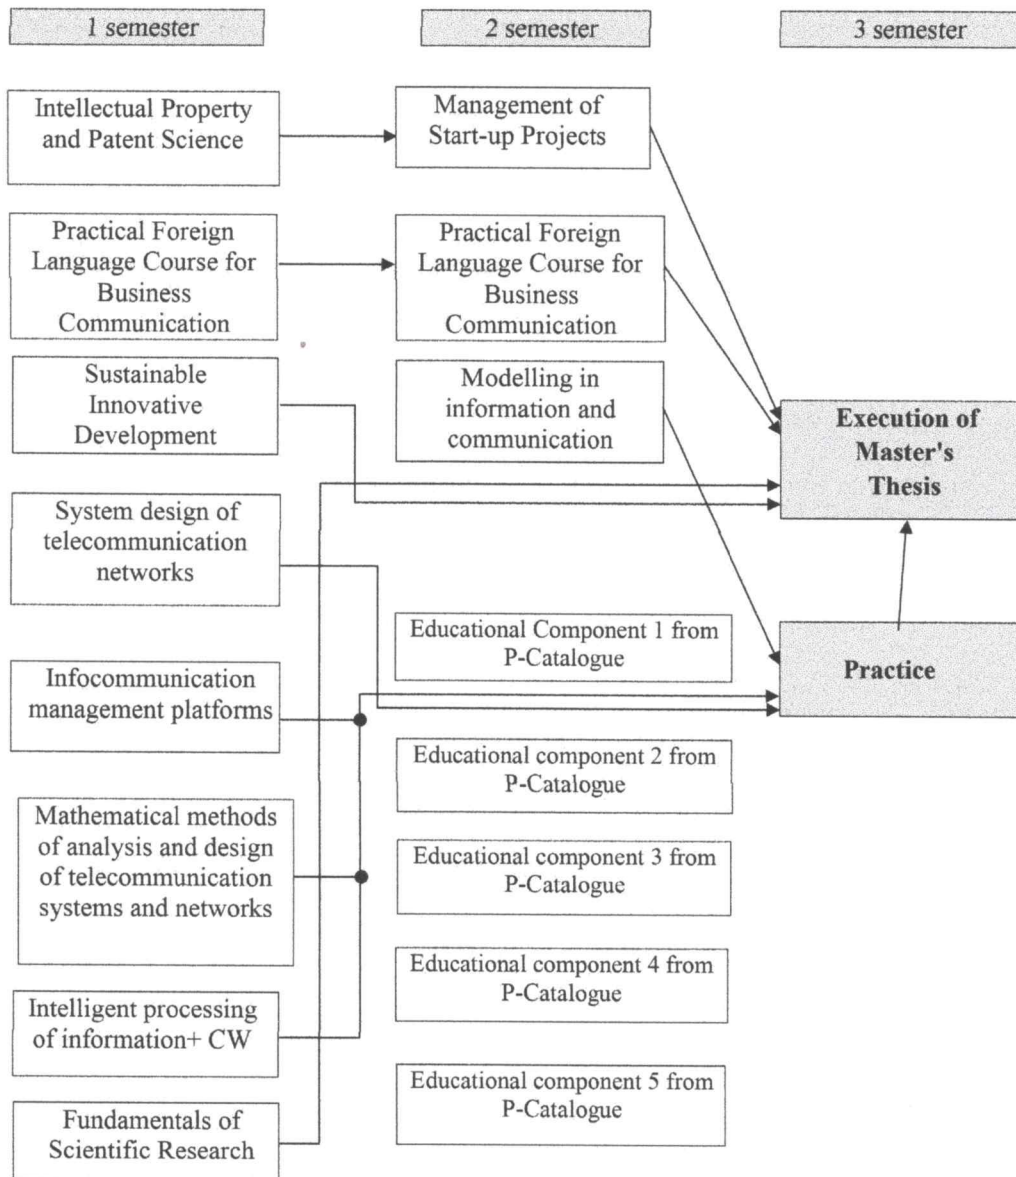 1 semester
2 semester
3 semester
Intellectual Property
and Patent Science
Management of
Start-up Projects
Practical Foreign
Language Course for
Business
Communication
Practical Foreign
Language Course for
Business
Communication
Sustainable
Innovative
Development
Modelling in
information and
communication
Execution of
Master's
Thesis
System design of
telecommunication
networks
Educational Component 1 from
P-Catalogue
Practice
Infocommunication
management platforms
Educational component 2 from
P-Catalogue
Mathematical methods
of analysis and design
of telecommunication
systems and networks
Educational component 3 from
P-Catalogue
Educational component 4 from
P-Catalogue
Intelligent processing
of information+ CW
Educational component 5 from
P-Catalogue
Fundamentals of
Scientific Research